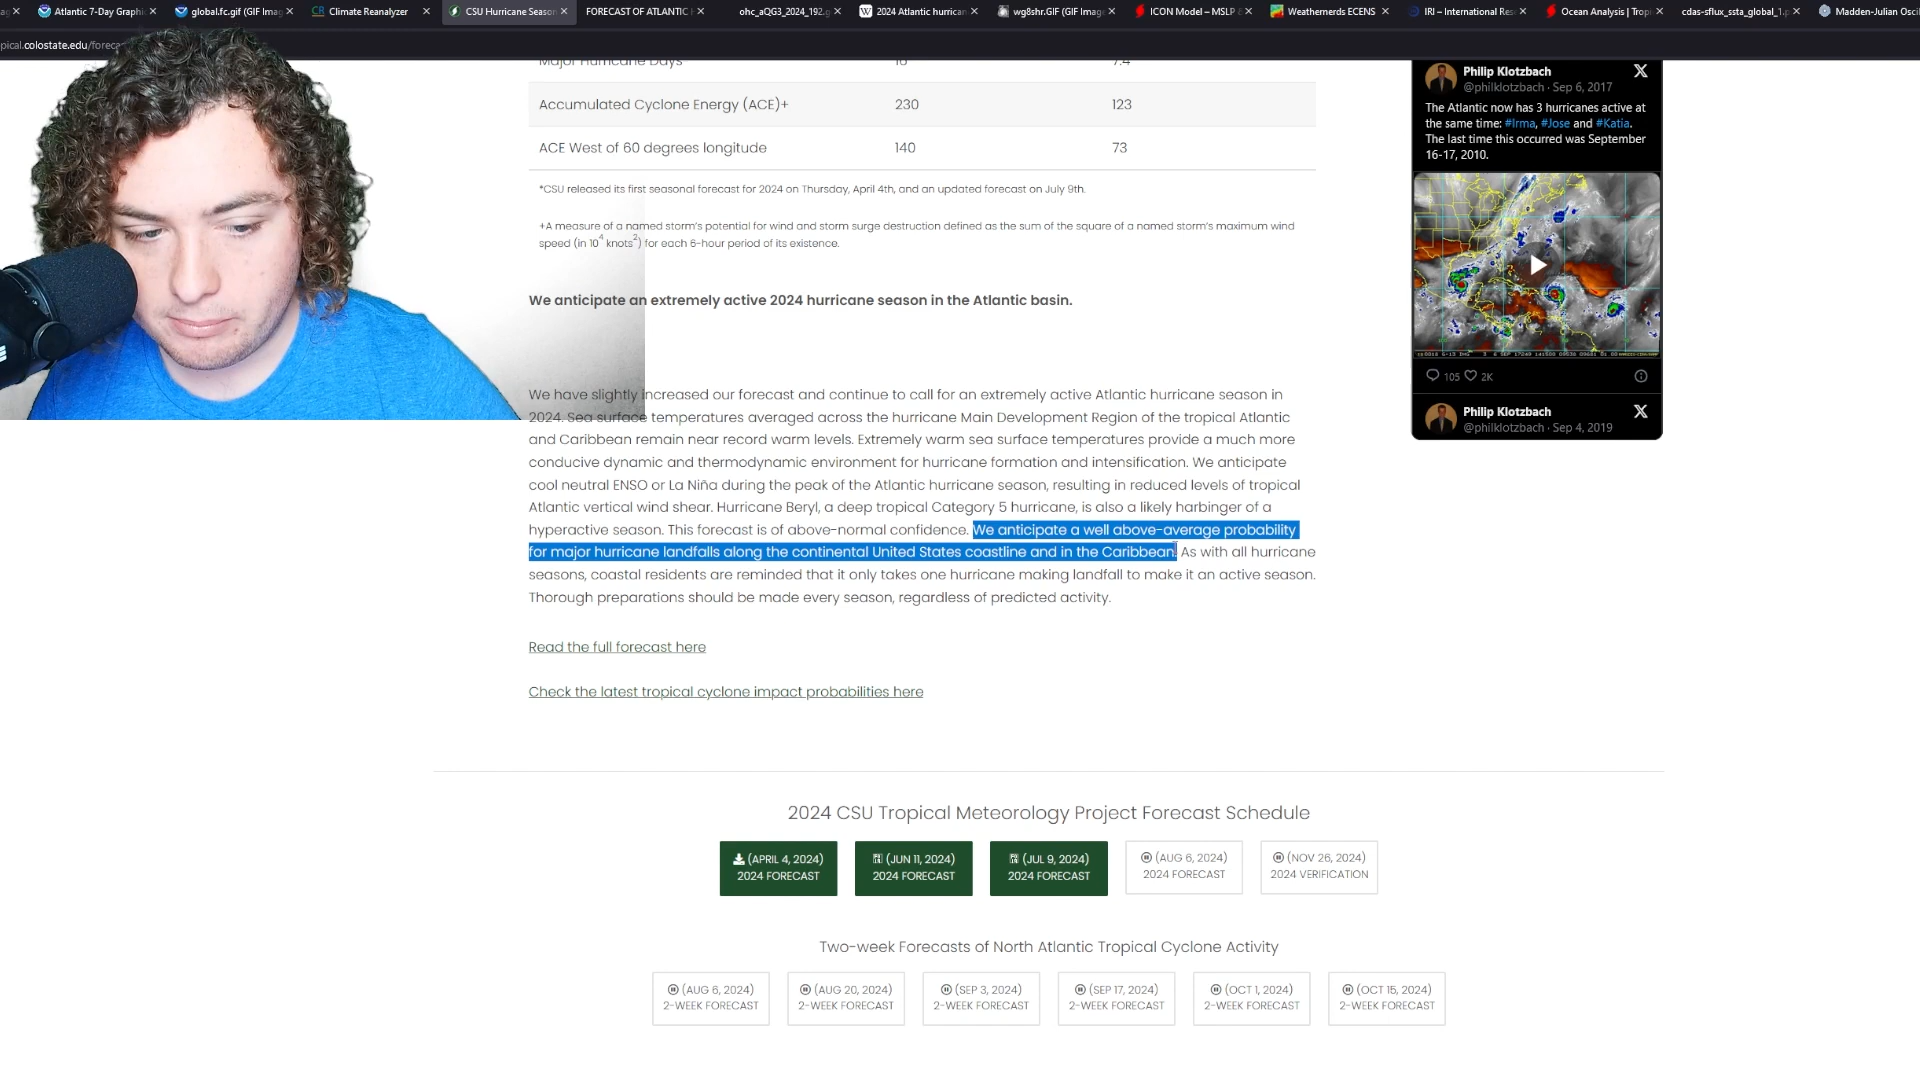 Atlantic 7-Day Graphi
global.fc.gif (GIF Imag
Climate Reanalyzer
CSU Hurricane Season
FORECAST OF ATLANTIC
ohc_aQG3_2024_192.g
2024 Atlantic hurrican
wg8shr.GIF (GIF Imag
ICON Model – MSLP &
Weathernerds ECENS
IRI – International Res
Ocean Analysis | Trop
cdas-sflux_ssta_global_1.p
Madden-Julian Osci
pical.colostate.edu/foreca
Major Hurricane Days 16 7.4
Accumulated Cyclone Energy (ACE)+ 230 123
ACE West of 60 degrees longitude 140 73
*CSU released its first seasonal forecast for 2024 on Thursday, April 4th, and an updated forecast on July 9th.
+A measure of a named storm's potential for wind and storm surge destruction defined as the sum of the square of a named storm's maximum wind
speed (in 10^4 knots^2) for each 6-hour period of its existence.
We anticipate an extremely active 2024 hurricane season in the Atlantic basin.
We have slightly increased our forecast and continue to call for an extremely active Atlantic hurricane season in
2024. Sea surface temperatures averaged across the hurricane Main Development Region of the tropical Atlantic
and Caribbean remain near record warm levels. Extremely warm sea surface temperatures provide a much more
conducive dynamic and thermodynamic environment for hurricane formation and intensification. We anticipate
cool neutral ENSO or La Niña during the peak of the Atlantic hurricane season, resulting in reduced levels of tropical
Atlantic vertical wind shear. Hurricane Beryl, a deep tropical Category 5 hurricane, is also a likely harbinger of a
hyperactive season. This forecast is of above-normal confidence. We anticipate a well above-average probability
for major hurricane landfalls along the continental United States coastline and in the Caribbean. As with all hurricane
seasons, coastal residents are reminded that it only takes one hurricane making landfall to make it an active season.
Thorough preparations should be made every season, regardless of predicted activity.
Read the full forecast here
Check the latest tropical cyclone impact probabilities here
Philip Klotzbach
@philklotzbach · Sep 6, 2017
The Atlantic now has 3 hurricanes active at
the same time: #Irma, #Jose and #Katia.
The last time this occurred was September
16-17, 2010.
105 2K
Philip Klotzbach
@philklotzbach · Sep 4, 2019
2024 CSU Tropical Meteorology Project Forecast Schedule
(APRIL 4, 2024)
2024 FORECAST
(JUN 11, 2024)
2024 FORECAST
(JUL 9, 2024)
2024 FORECAST
(AUG 6, 2024)
2024 FORECAST
(NOV 26, 2024)
2024 VERIFICATION
Two-week Forecasts of North Atlantic Tropical Cyclone Activity
(AUG 6, 2024)
2-WEEK FORECAST
(AUG 20, 2024)
2-WEEK FORECAST
(SEP 3, 2024)
2-WEEK FORECAST
(SEP 17, 2024)
2-WEEK FORECAST
(OCT 1, 2024)
2-WEEK FORECAST
(OCT 15, 2024)
2-WEEK FORECAST